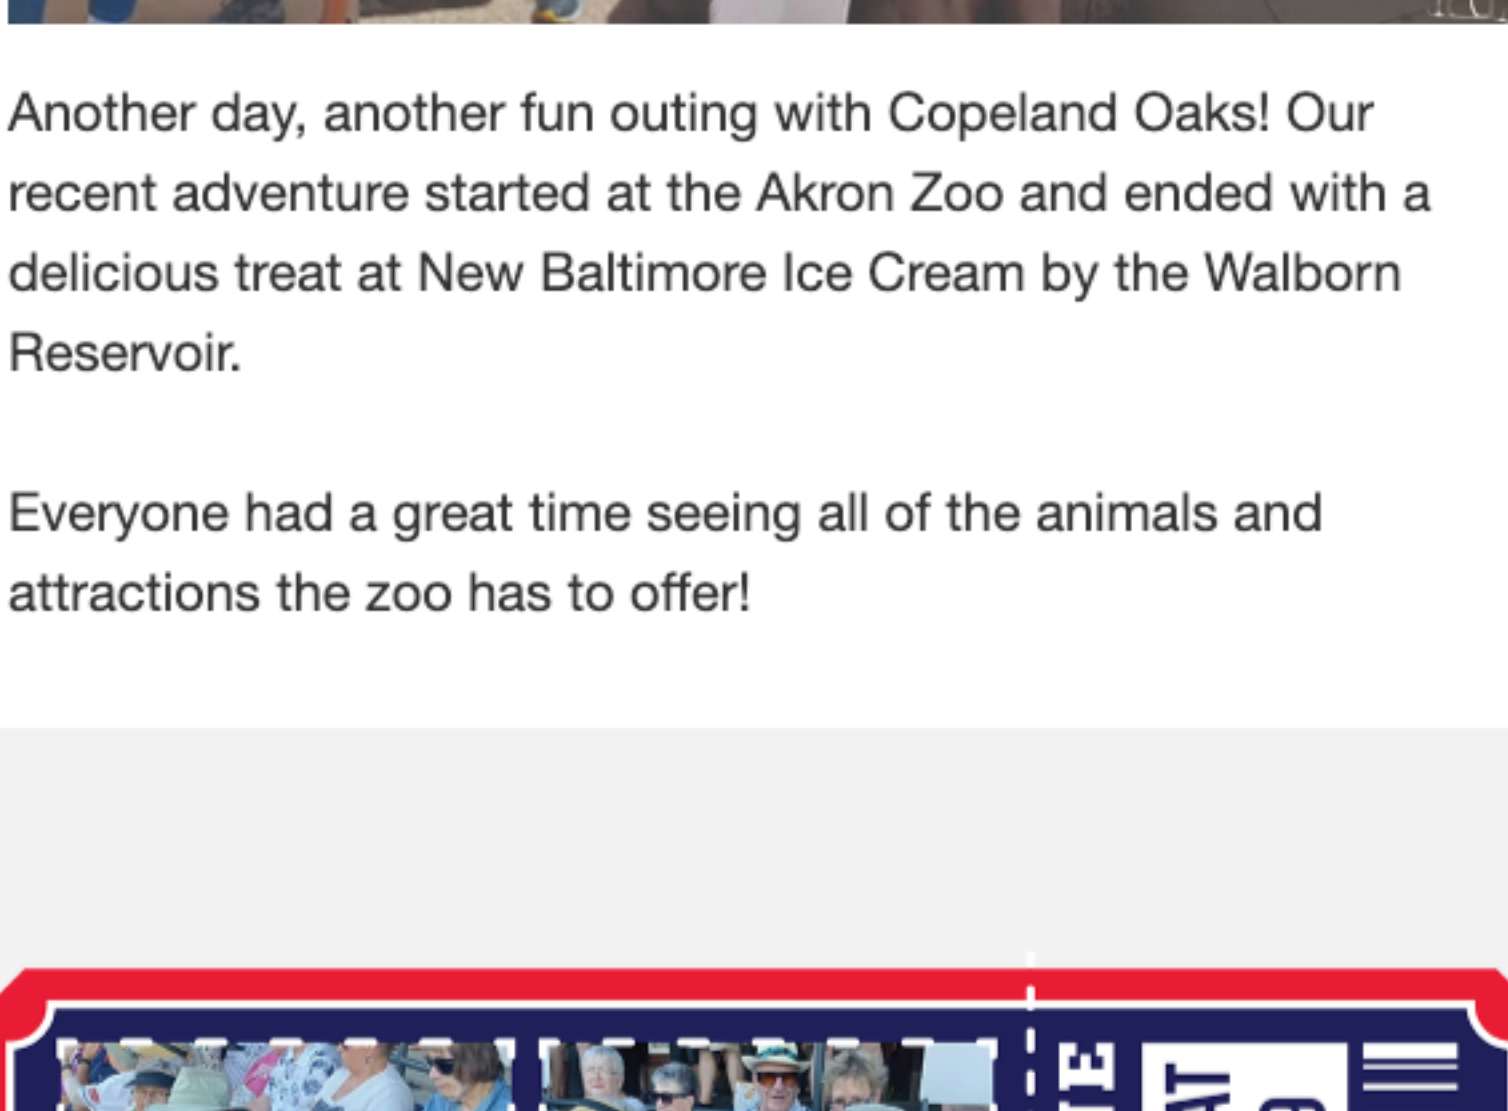 Another day, another fun outing with Copeland Oaks! Our
recent adventure started at the Akron Zoo and ended with a
delicious treat at New Baltimore Ice Cream by the Walborn
Reservoir.
Everyone had a great time seeing all of the animals and
attractions the zoo has to offer!